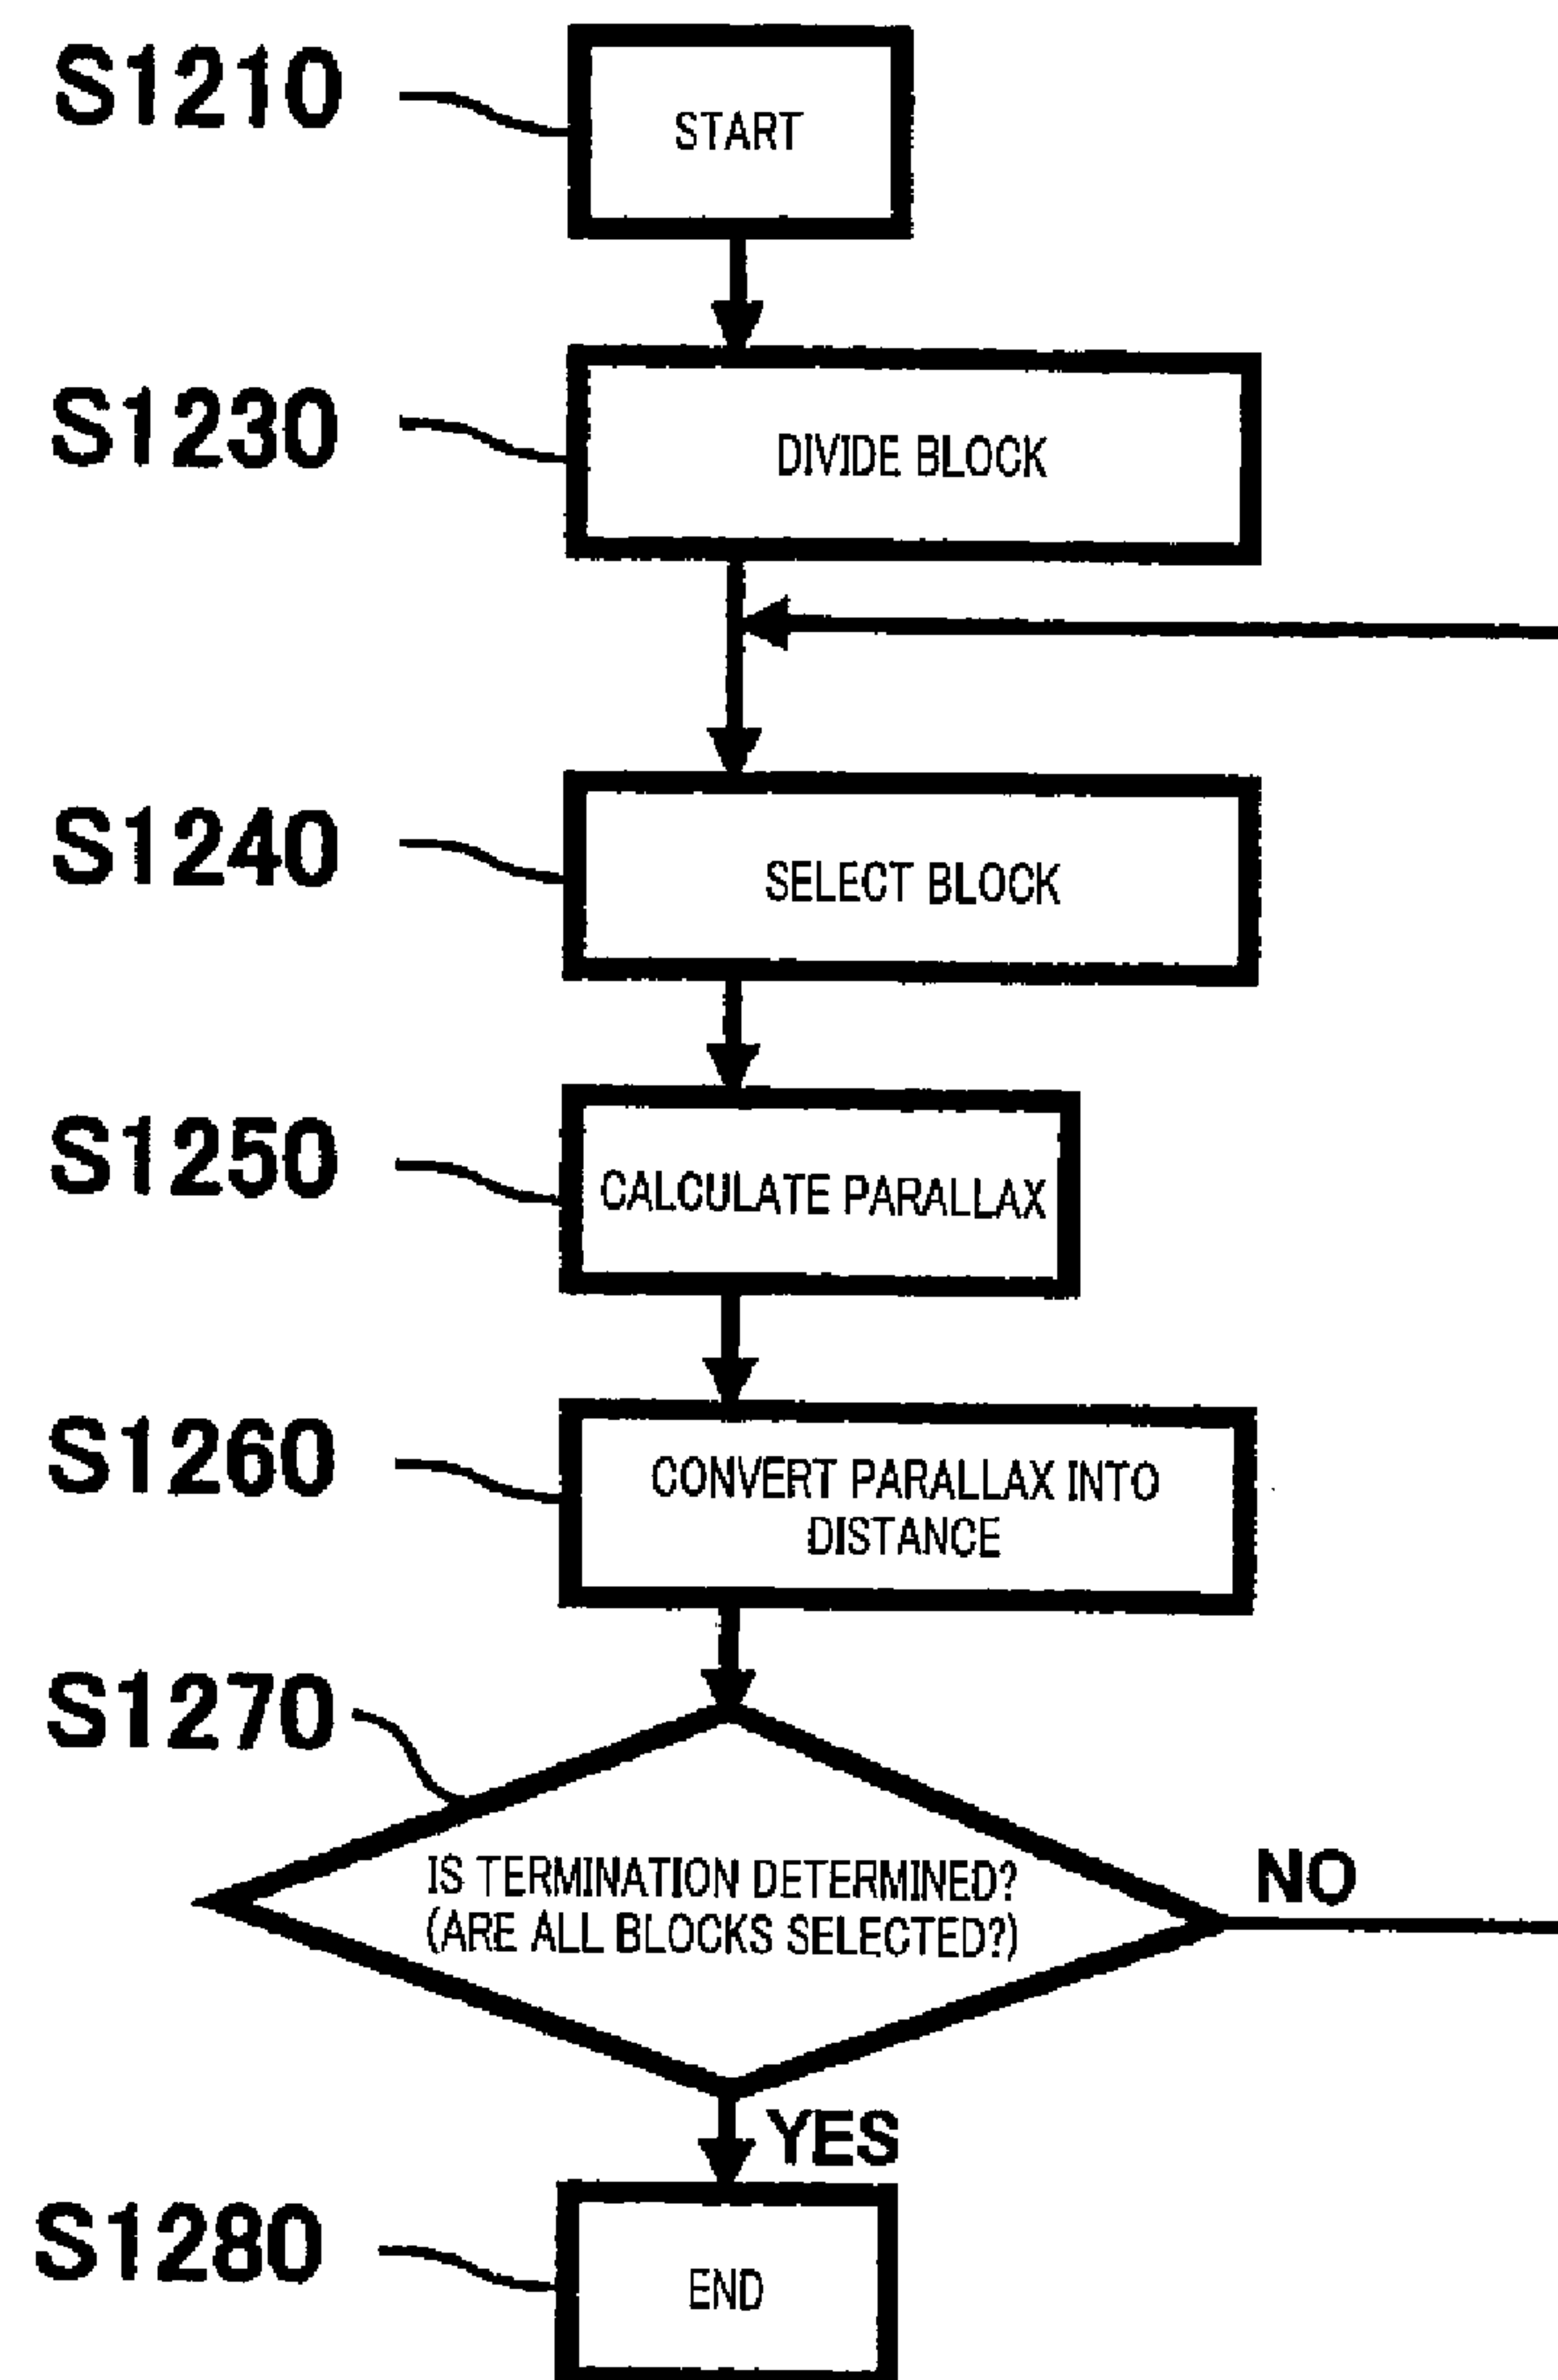 S1210
START
S1230
DIVIDE BLOCK
S1240
SELECT BLOCK
S1250
CALCULATE PARALLAX
S1260
CONVERT PARALLAX INTO
DISTANCE
S1270
IS TERMINATION DETERMINED?
(ARE ALL BLOCKS SELECTED?)
NO
YES
S1280
END